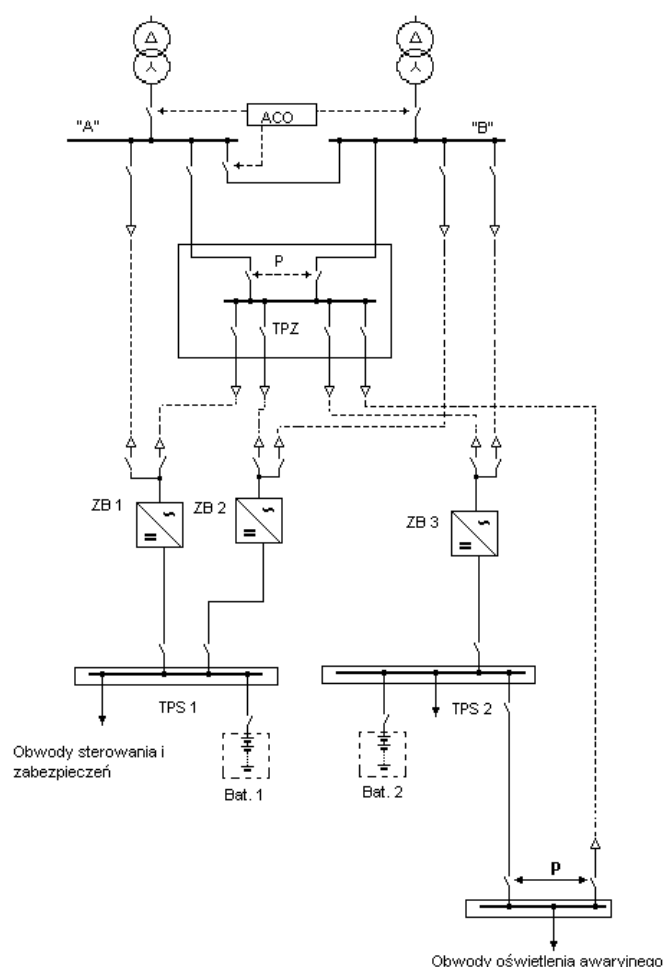 ACO
"A"
"B"
P
TPZ
ZB 1
ZB 2
ZB 3
TPS 1
TPS 2
Obwody sterowania i
zabezpieczeń
Bat. 1
Bat. 2
p
Obwody oświetlenia awaryjnego